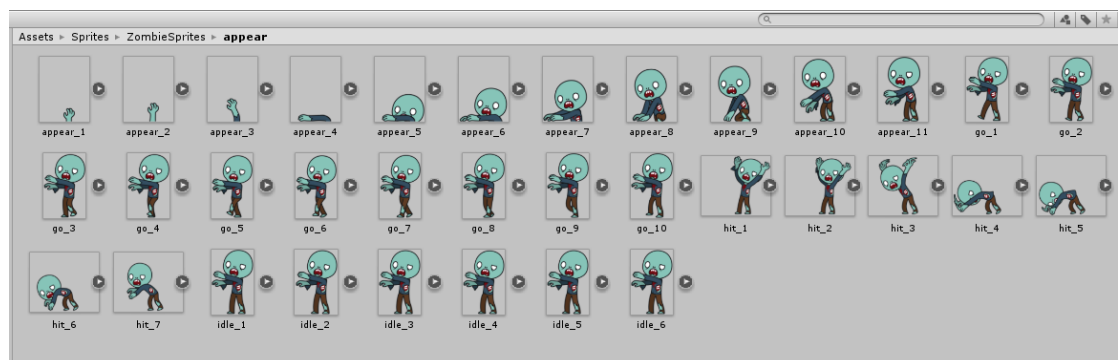 Assets ▸ Sprites ▸ ZombieSprites ▸ appear
appear_1 appear_2 appear_3 appear_4 appear_5 appear_6 appear_7 appear_8 appear_9 appear_10 appear_11 go_1 go_2
go_3 go_4 go_5 go_6 go_7 go_8 go_9 go_10 hit_1 hit_2 hit_3 hit_4 hit_5
hit_6 hit_7 idle_1 idle_2 idle_3 idle_4 idle_5 idle_6